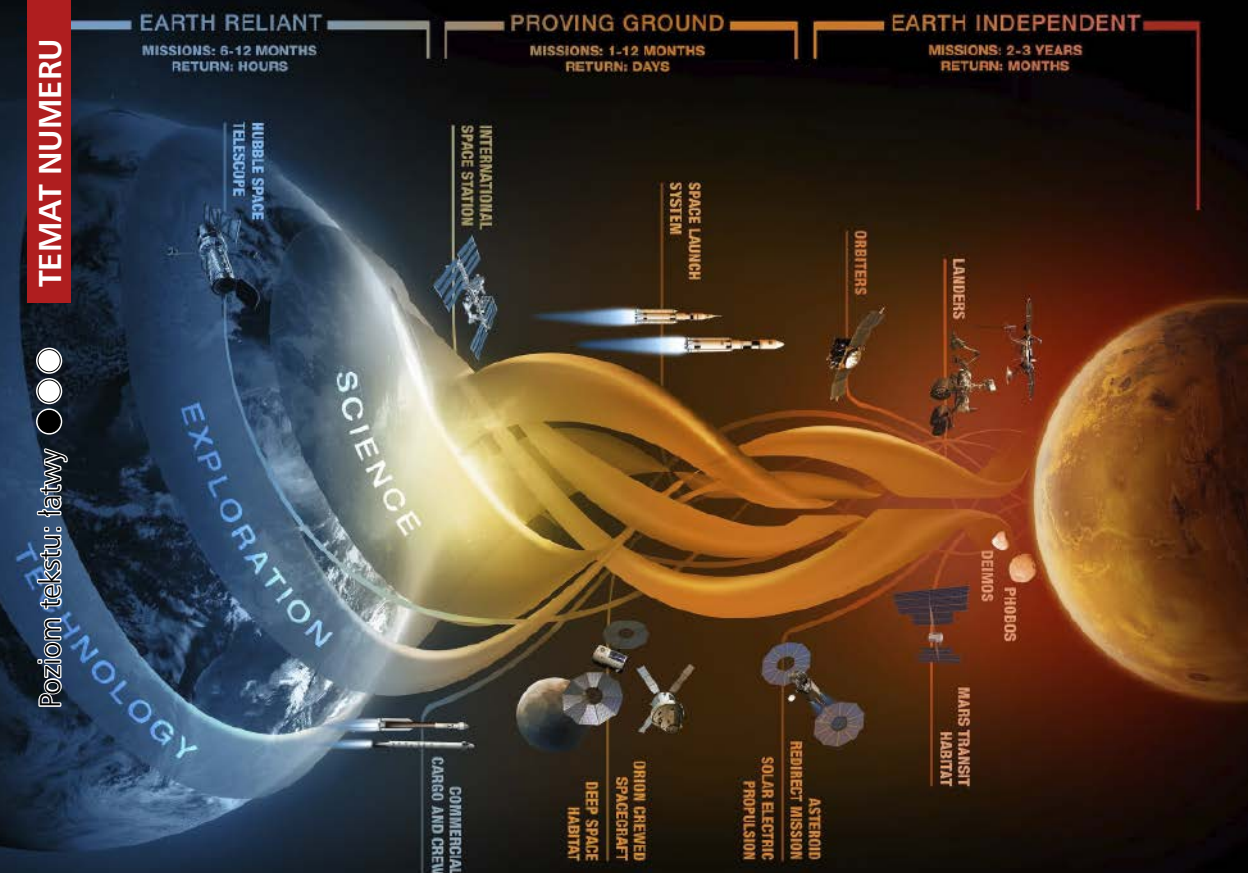 EARTH RELIANT
MISSIONS: 6-12 MONTHS
RETURN: HOURS
PROVING GROUND
MISSIONS: 1-12 MONTHS
RETURN: DAYS
EARTH INDEPENDENT
MISSIONS: 2-3 YEARS
RETURN: MONTHS
TEMAT NUMERU
Poziom tekstu: łatwy
HUBBLE SPACE
TELESCOPE
INTERNATIONAL
SPACE STATION
SPACE LAUNCH
SYSTEM
ORBITERS
LANDERS
SCIENCE
EXPLORATION
TECHNOLOGY
DEIMOS
PHOBOS
MARS TRANSIT
HABITAT
ASTEROID
REDIRECT MISSION
SOLAR ELECTRIC
PROPULSION
ORION CREWED
SPACECRAFT
DEEP SPACE
HABITAT
COMMERCIAL
CARGO AND CREW